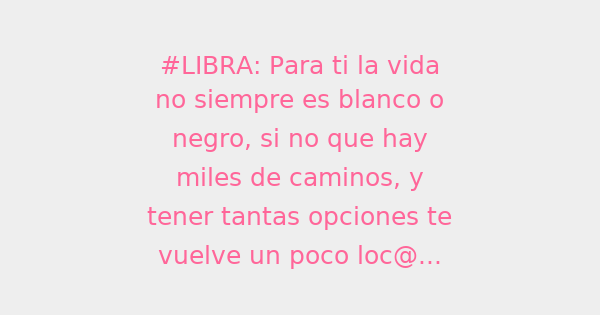 #LIBRA: Para ti la vida
no siempre es blanco o
negro, si no que hay
miles de caminos, y
tener tantas opciones te
vuelve un poco loc@...